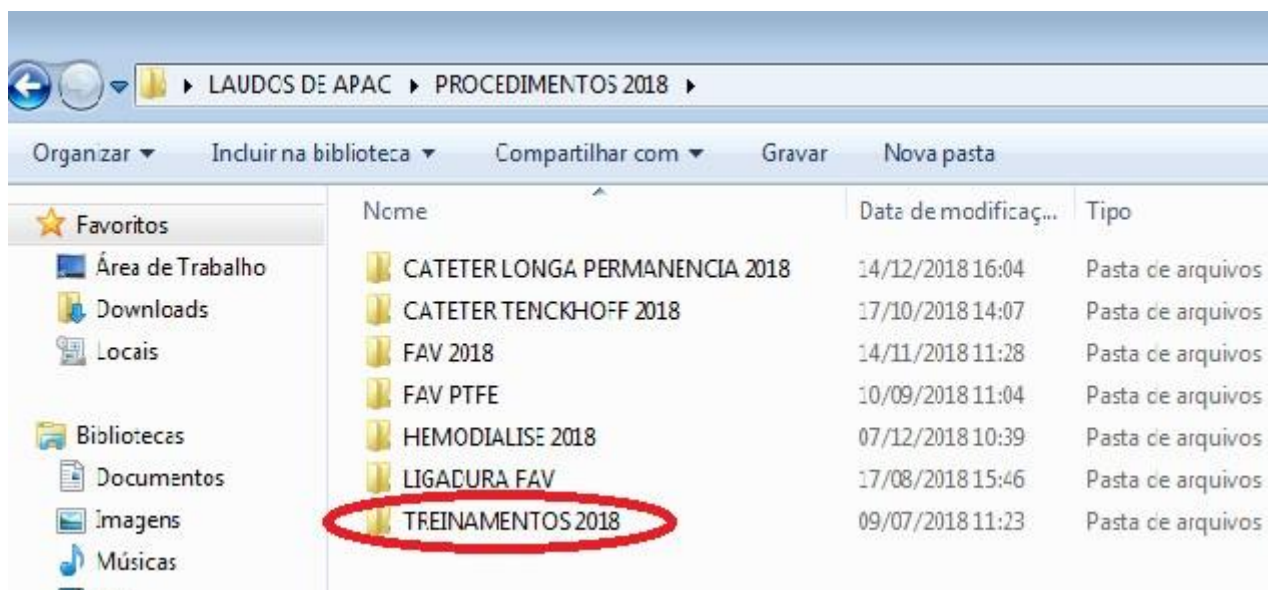 LAUDOS DE APAC ▸ PROCEDIMENTOS 2018
Organizar Incluir na biblioteca Compartilhar com Gravar Nova pasta
Nome Data de modificaç... Tipo
Favoritos
Área de Trabalho
Downloads
Locais
Bibliotecas
Documentos
Imagens
Músicas
CATETER LONGA PERMANENCIA 2018 14/12/2018 16:04 Pasta de arquivos
CATETER TENCKHOFF 2018 17/10/2018 14:07 Pasta de arquivos
FAV 2018 14/11/2018 11:28 Pasta de arquivos
FAV PTFE 10/09/2018 11:04 Pasta de arquivos
HEMODIALISE 2018 07/12/2018 10:39 Pasta de arquivos
LIGADURA FAV 17/08/2018 15:46 Pasta de arquivos
TREINAMENTOS 2018 09/07/2018 11:23 Pasta de arquivos